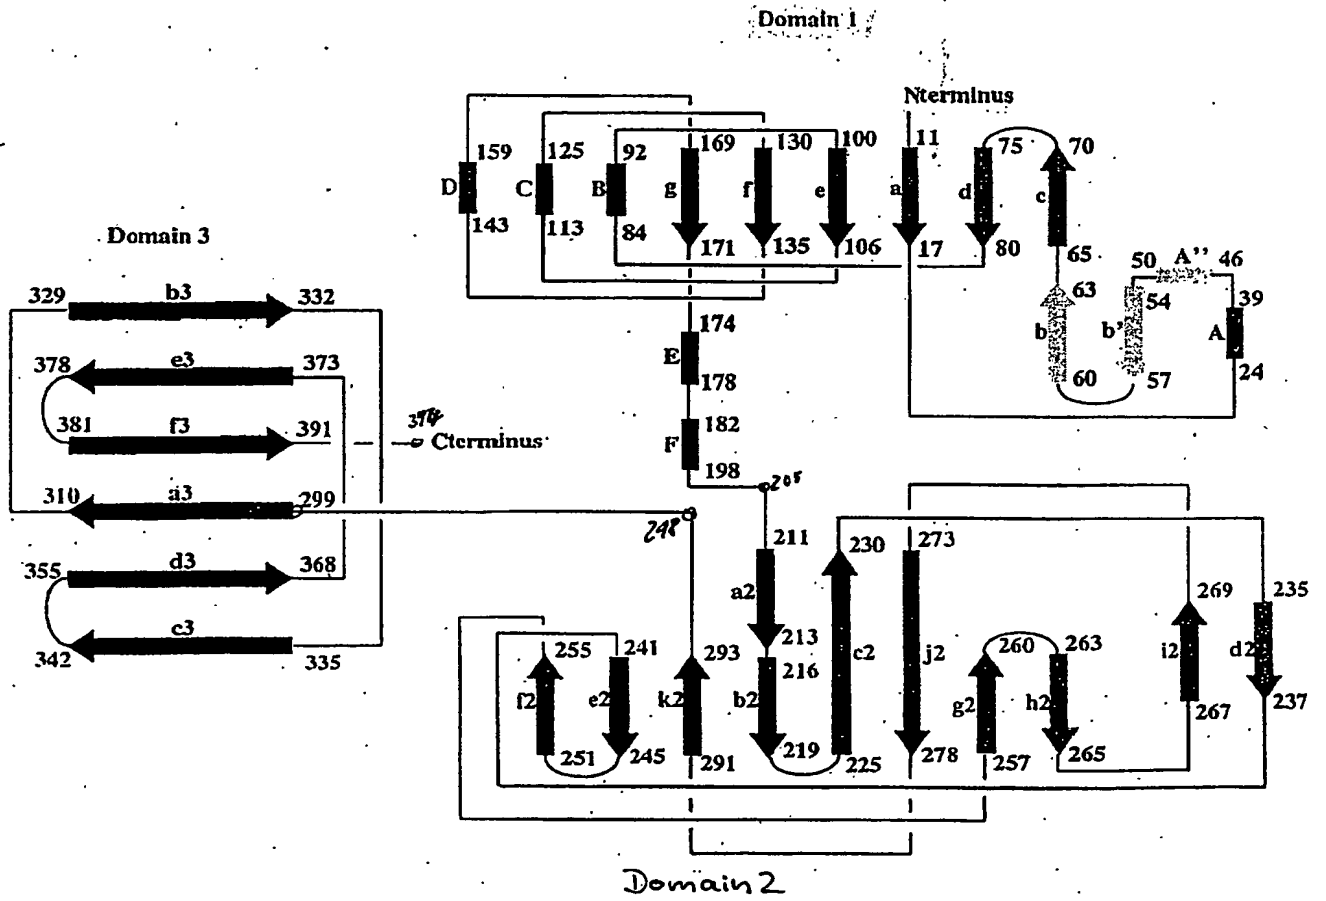 Domain 1
Nterminus
11 75 70
159 125 92 169 130 100
D C B g f e a d c
143 113 84 171 135 106 17 80 65
50 A'' 46
63 54 39
b b' A
60 57 24
174
E
178
182
F
198
205
Domain 3
329 b3 332
378 e3 373
381 f3 391
Cterminus
310 a3 299
248
355 d3 368
342 c3 335
211 230 273
a2
213
269 235
255 241 293 216 c2 j2 260 263 i2 d2
f2 e2 k2 b2 g2 h2 267 237
251 245 291 219 225 278 257 265
Domain 2